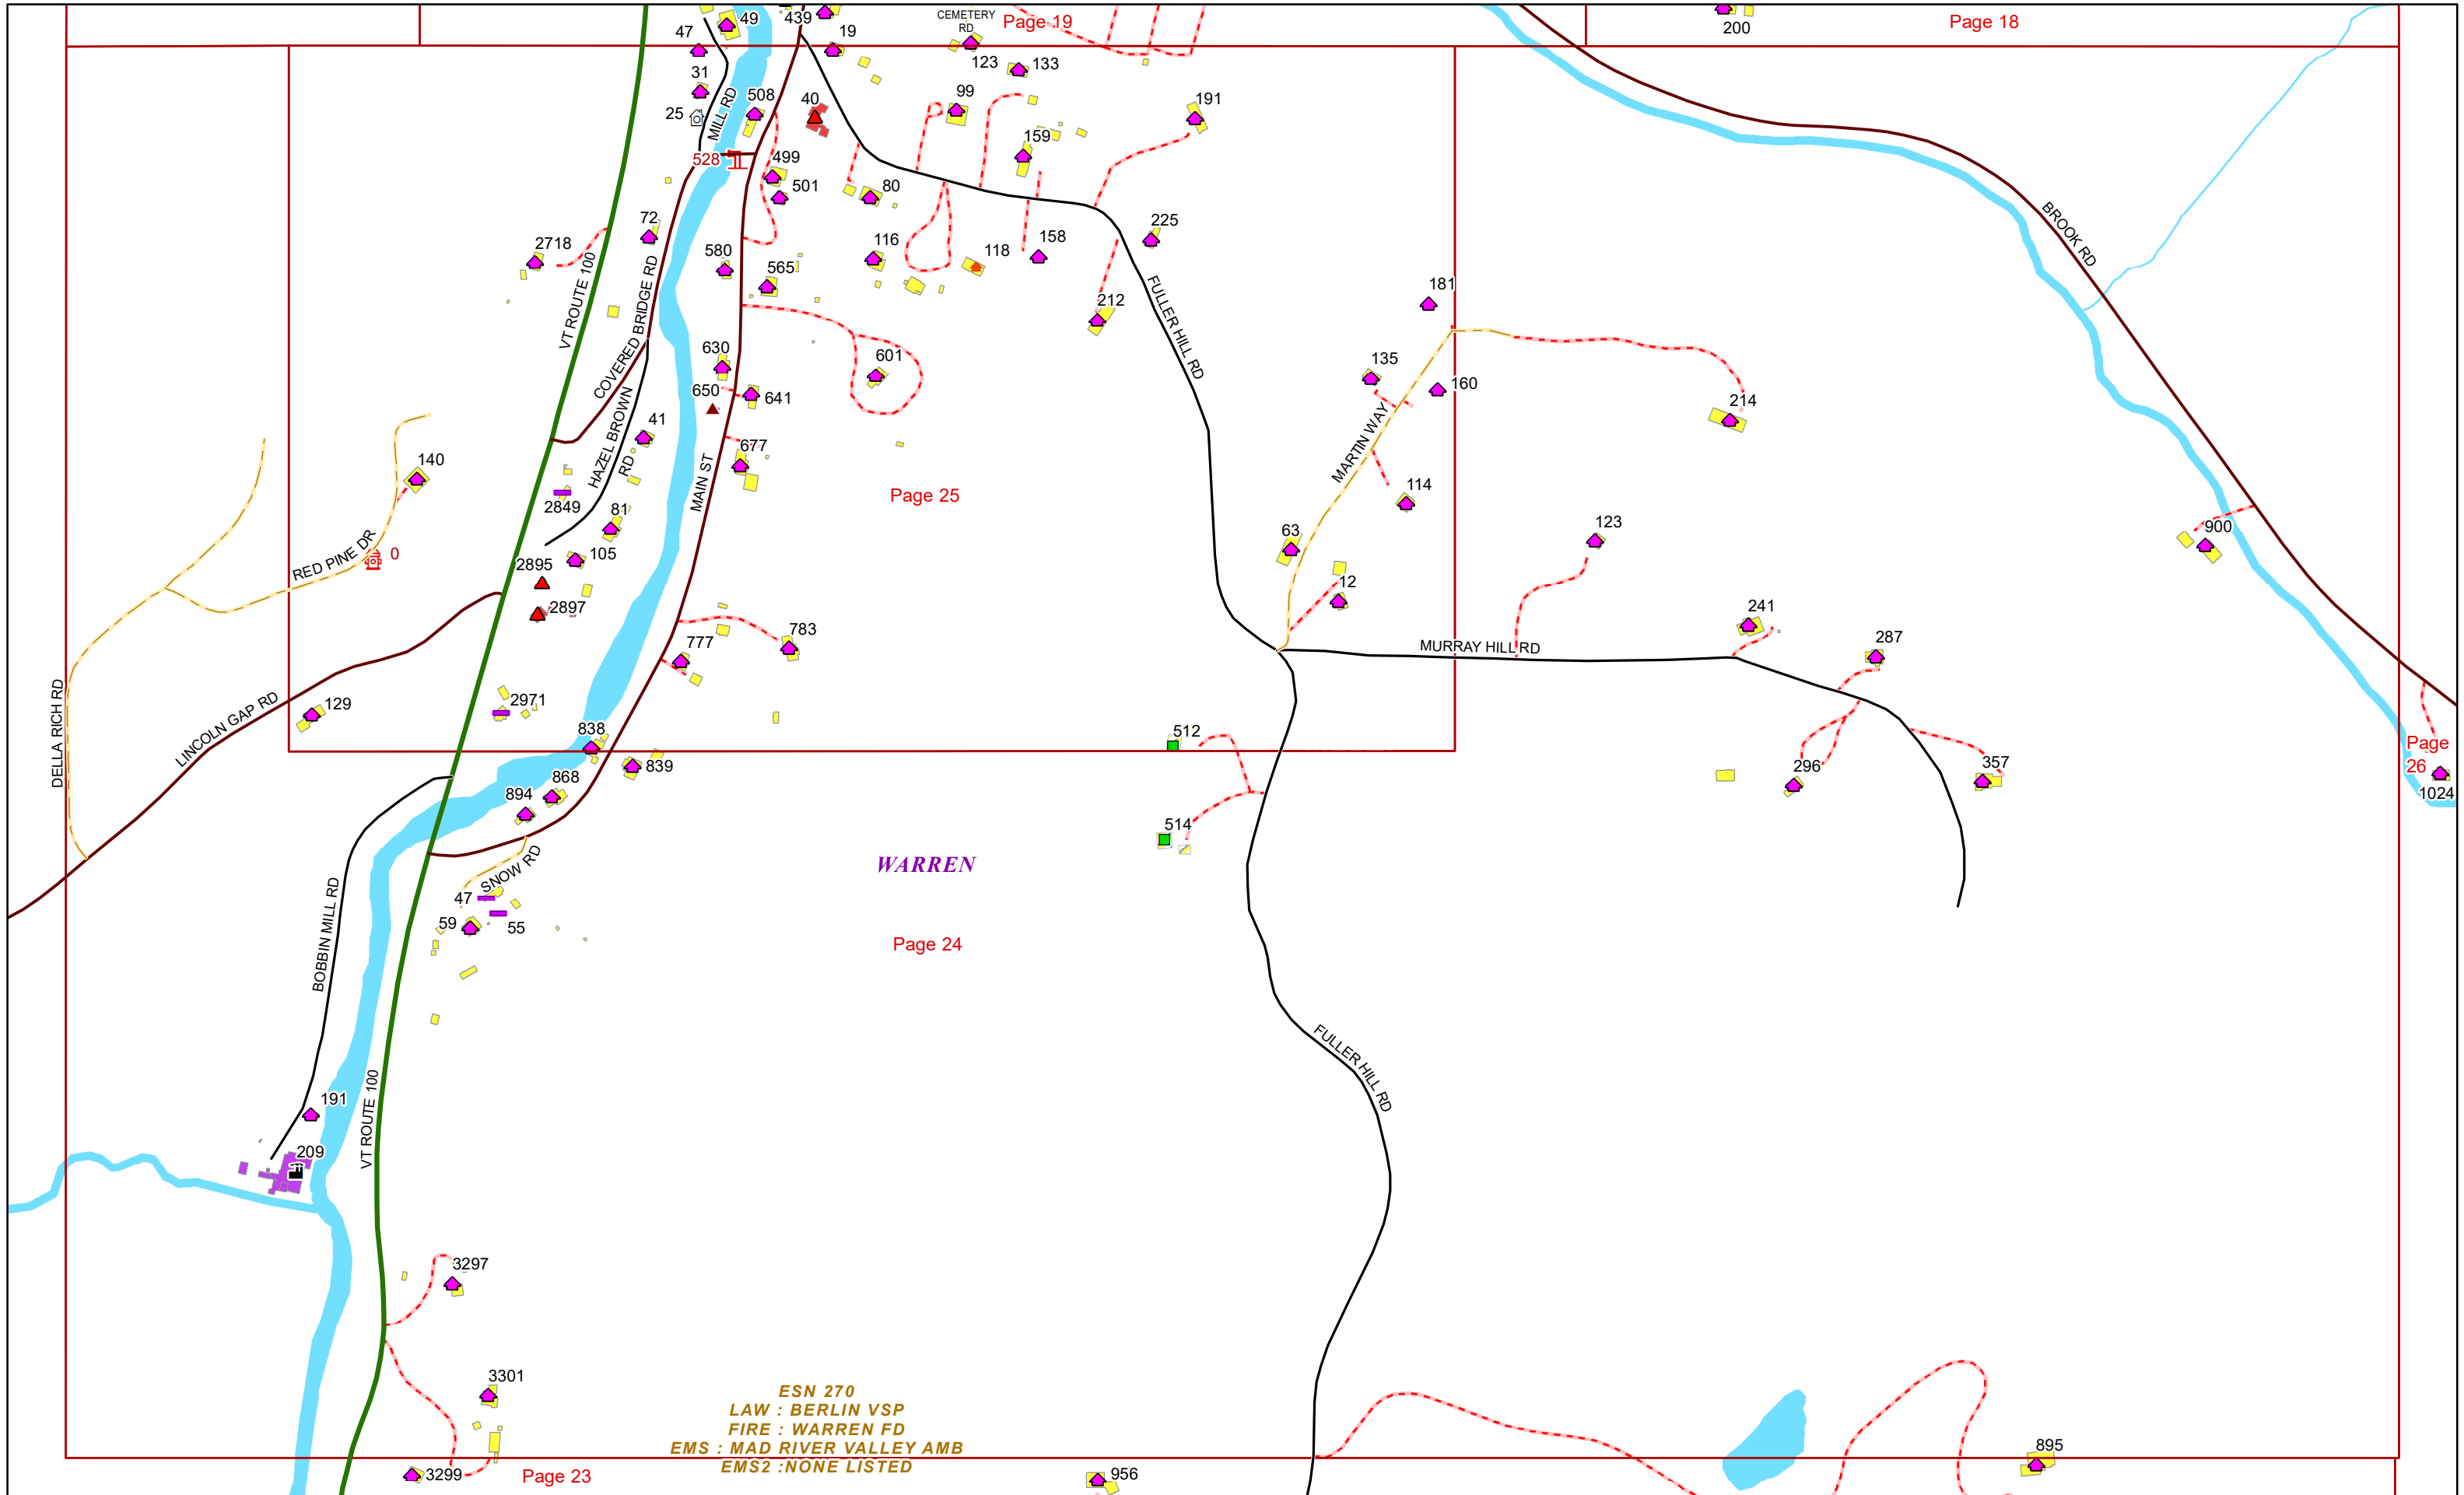 49
439
CEMETERY
RD
Page 19
200
Page 18
47
19
31
123
133
25
MILL RD
508
40
99
191
528
499
159
501
80
72
2718
580
565
116
118
158
225
VT ROUTE 100
COVERED BRIDGE RD
212
FULLER HILL RD
181
BROOK RD
630
650
641
601
135
160
214
HAZEL BROWN
RD
41
MARTIN WAY
140
677
MAIN ST
Page 25
2849
81
114
RED PINE DR
0
105
2895
2897
63
123
900
12
241
777
783
MURRAY HILL RD
287
DELLA RICH RD
LINCOLN GAP RD
129
2971
838
839
512
296
357
Page
26
1024
868
894
514
SNOW RD
WARREN
BOBBIN MILL RD
47
59
55
Page 24
FULLER HILL RD
191
VT ROUTE 100
209
3297
3301
ESN 270
LAW : BERLIN VSP
FIRE : WARREN FD
EMS : MAD RIVER VALLEY AMB
EMS2 :NONE LISTED
3299
Page 23
956
895